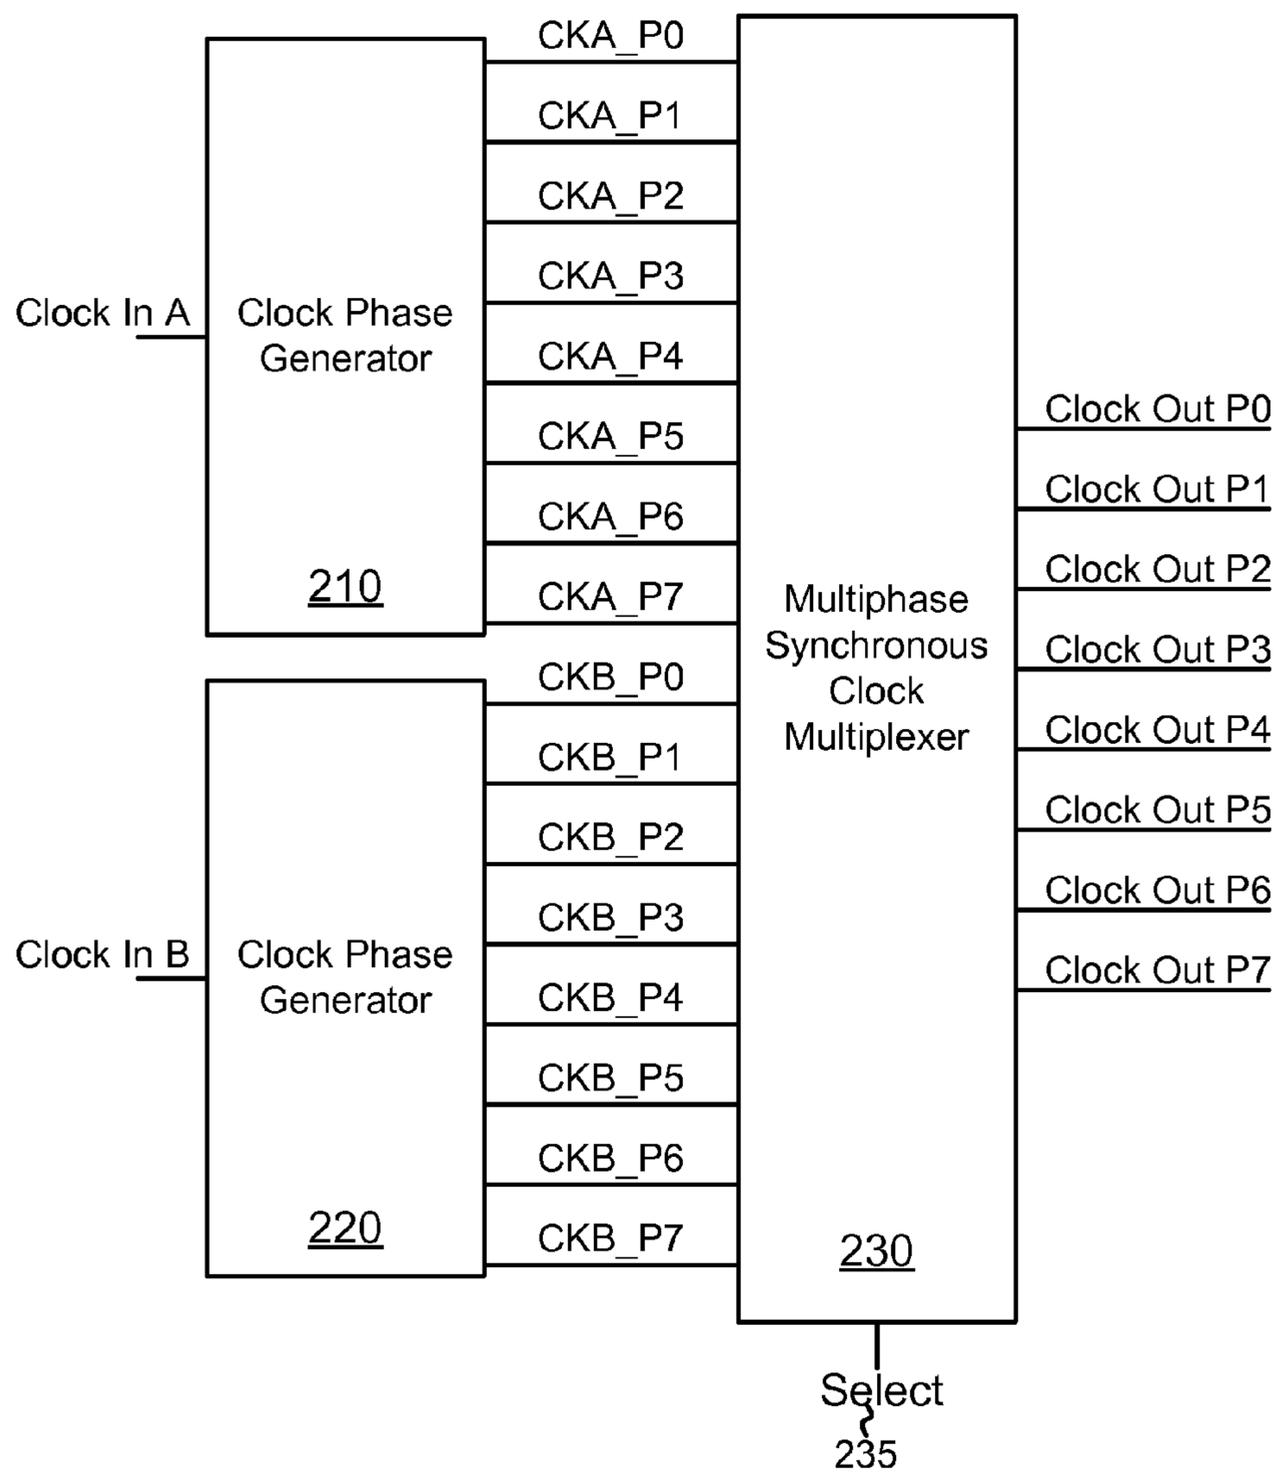 CKA_P0
CKA_P1
CKA_P2
CKA_P3
Clock In A
Clock Phase
Generator
CKA_P4
CKA_P5
CKA_P6
210
CKA_P7
CKB_P0
CKB_P1
CKB_P2
CKB_P3
Clock In B
Clock Phase
Generator
CKB_P4
CKB_P5
CKB_P6
220
CKB_P7
Multiphase
Synchronous
Clock
Multiplexer
230
Clock Out P0
Clock Out P1
Clock Out P2
Clock Out P3
Clock Out P4
Clock Out P5
Clock Out P6
Clock Out P7
Select
235